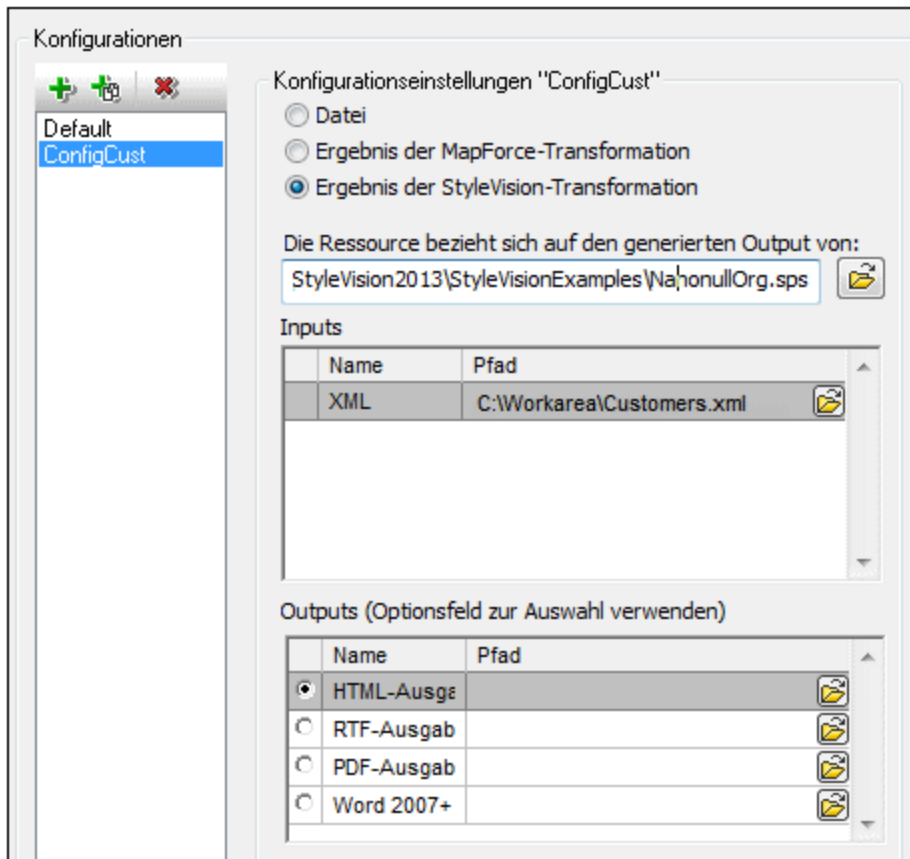 Konfigurationen
Default
ConfigCust
Konfigurationseinstellungen "ConfigCust"
Datei
Ergebnis der MapForce-Transformation
Ergebnis der StyleVision-Transformation
Die Ressource bezieht sich auf den generierten Output von:
StyleVision2013\StyleVisionExamples\NanonullOrg.sps
Inputs
Name Pfad
XML C:\Workarea\Customers.xml
Outputs (Optionsfeld zur Auswahl verwenden)
Name Pfad
HTML-Ausga
RTF-Ausgab
PDF-Ausgab
Word 2007+